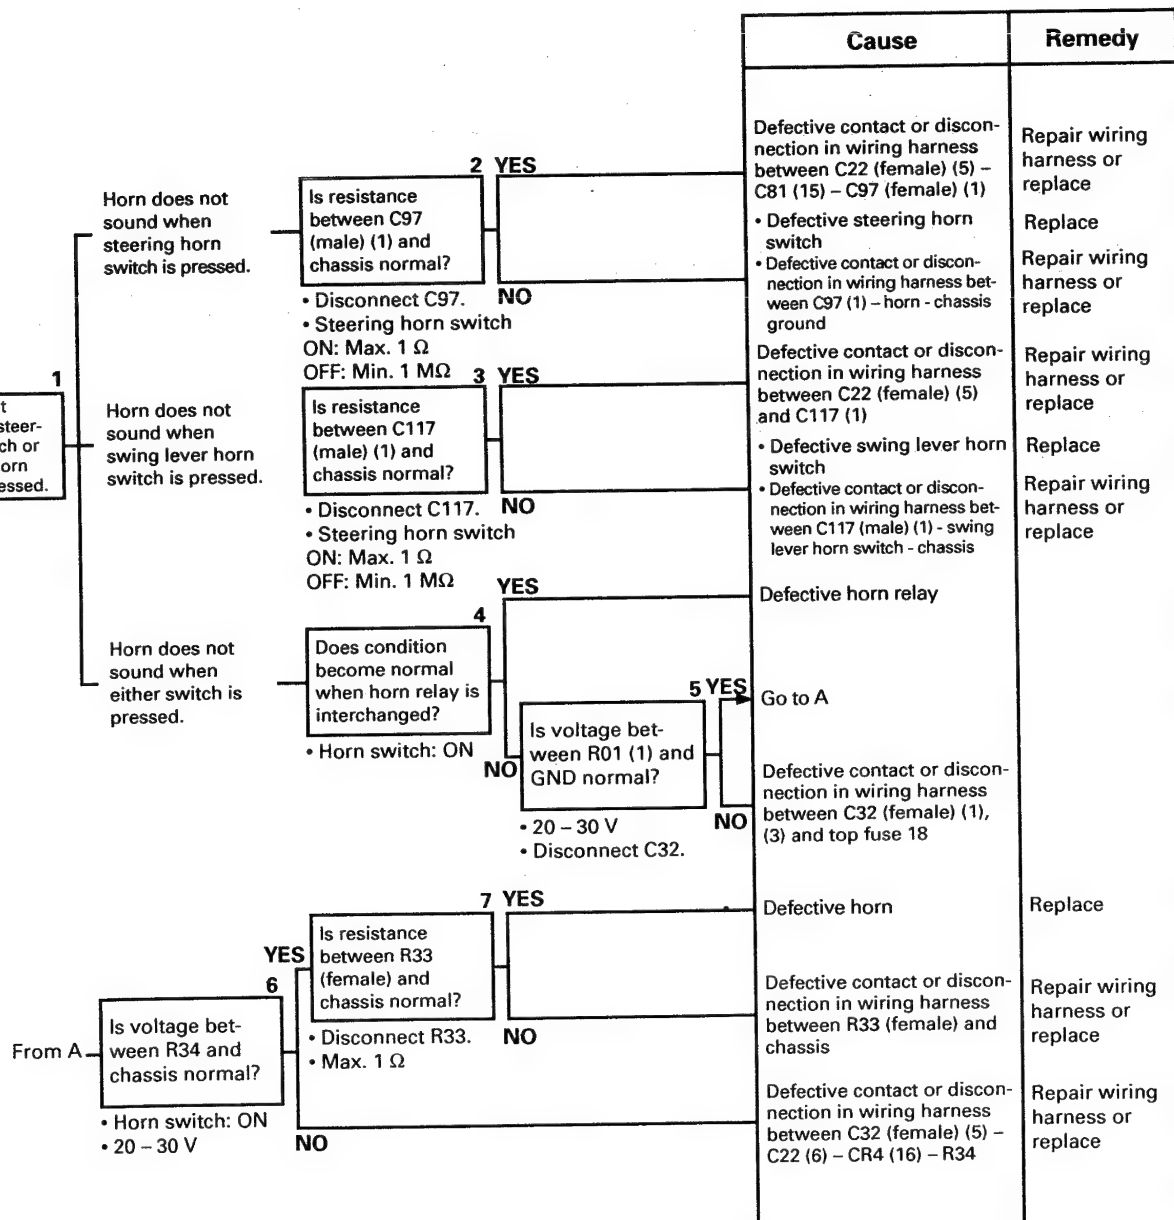 Cause
Remedy
Horn does not
sound when
steering horn
switch is pressed.
2 YES
Is resistance
between C97
(male) (1) and
chassis normal?
• Disconnect C97.
• Steering horn switch
ON: Max. 1 Ω
OFF: Min. 1 MΩ
NO
Defective contact or discon-
nection in wiring harness
between C22 (female) (5) –
C81 (15) – C97 (female) (1)
Repair wiring
harness or
replace
• Defective steering horn
switch
Replace
• Defective contact or discon-
nection in wiring harness bet-
ween C97 (1) – horn - chassis
ground
Repair wiring
harness or
replace
1
t
steer-
ch or
orn
essed.
Horn does not
sound when
swing lever horn
switch is pressed.
3 YES
Is resistance
between C117
(male) (1) and
chassis normal?
• Disconnect C117.
• Steering horn switch
ON: Max. 1 Ω
OFF: Min. 1 MΩ
NO
Defective contact or discon-
nection in wiring harness
between C22 (female) (5)
and C117 (1)
Repair wiring
harness or
replace
• Defective swing lever horn
switch
Replace
• Defective contact or discon-
nection in wiring harness bet-
ween C117 (male) (1) - swing
lever horn switch - chassis
Repair wiring
harness or
replace
Horn does not
sound when
either switch is
pressed.
4
YES
Does condition
become normal
when horn relay is
interchanged?
• Horn switch: ON
NO
Defective horn relay
5 YES
Is voltage bet-
ween R01 (1) and
GND normal?
• 20 – 30 V
• Disconnect C32.
NO
Go to A
Defective contact or discon-
nection in wiring harness
between C32 (female) (1),
(3) and top fuse 18
From A
6
Is voltage bet-
ween R34 and
chassis normal?
• Horn switch: ON
• 20 – 30 V
YES
NO
7 YES
Is resistance
between R33
(female) and
chassis normal?
• Disconnect R33.
• Max. 1 Ω
NO
Defective horn
Replace
Defective contact or discon-
nection in wiring harness
between R33 (female) and
chassis
Repair wiring
harness or
replace
Defective contact or discon-
nection in wiring harness
between C32 (female) (5) –
C22 (6) – CR4 (16) – R34
Repair wiring
harness or
replace